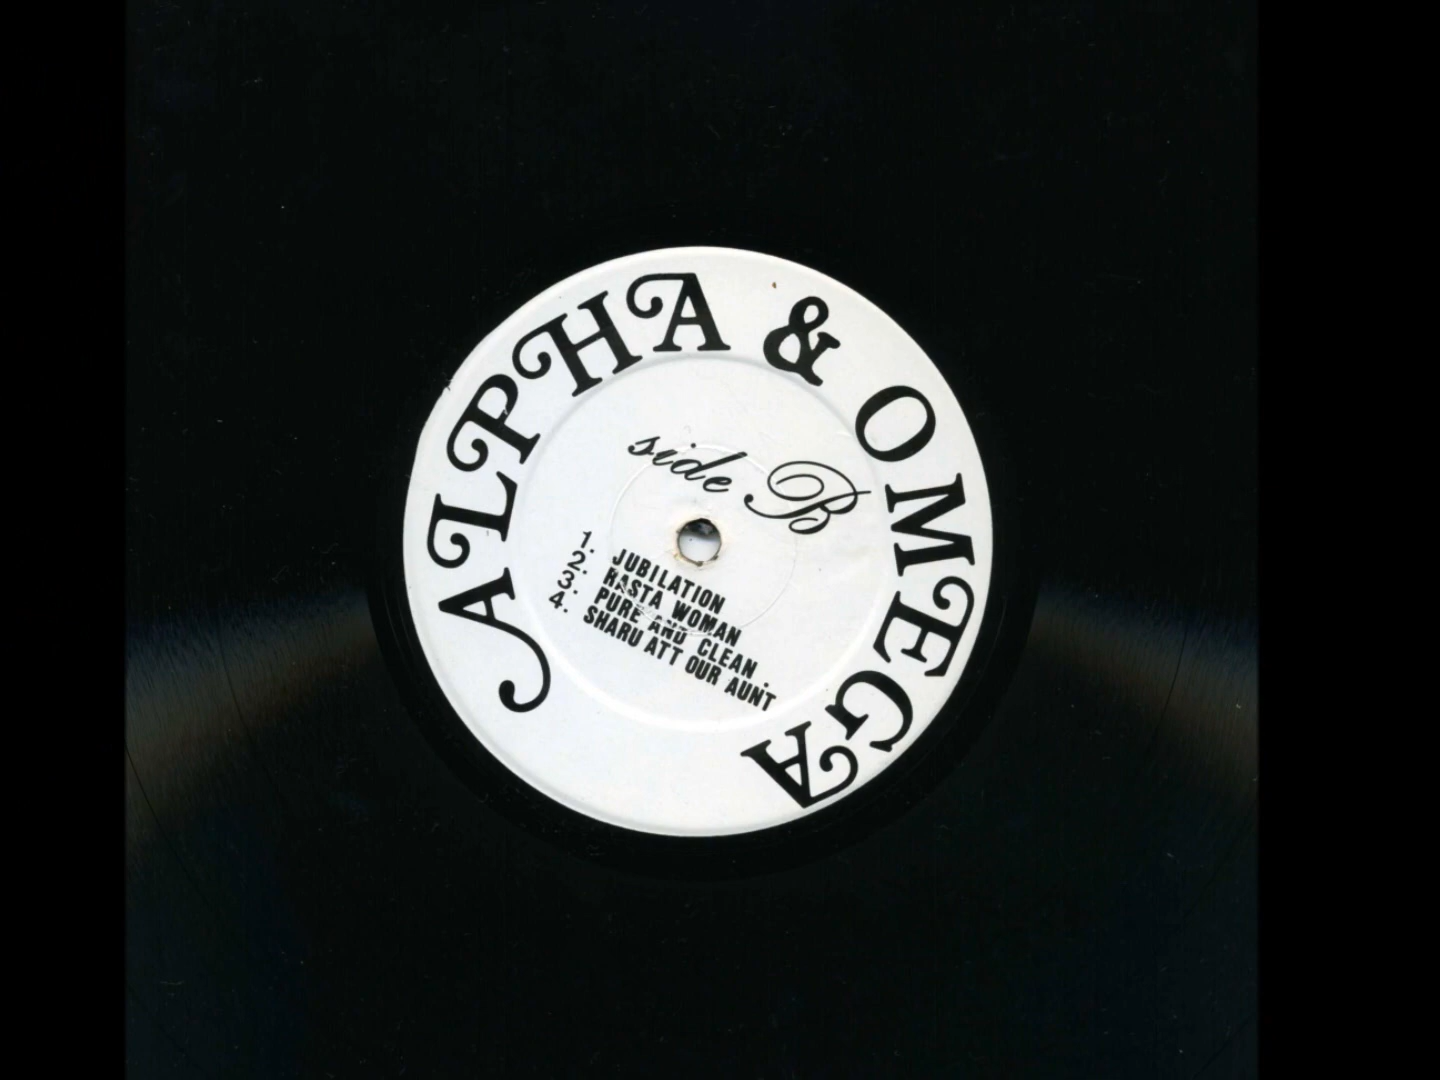 ALPHA & OMEGA
side B
1. JUBILATION
2. RASTA WOMAN
3. PURE AND CLEAN.
4. SHARU ATT OUR AUNT